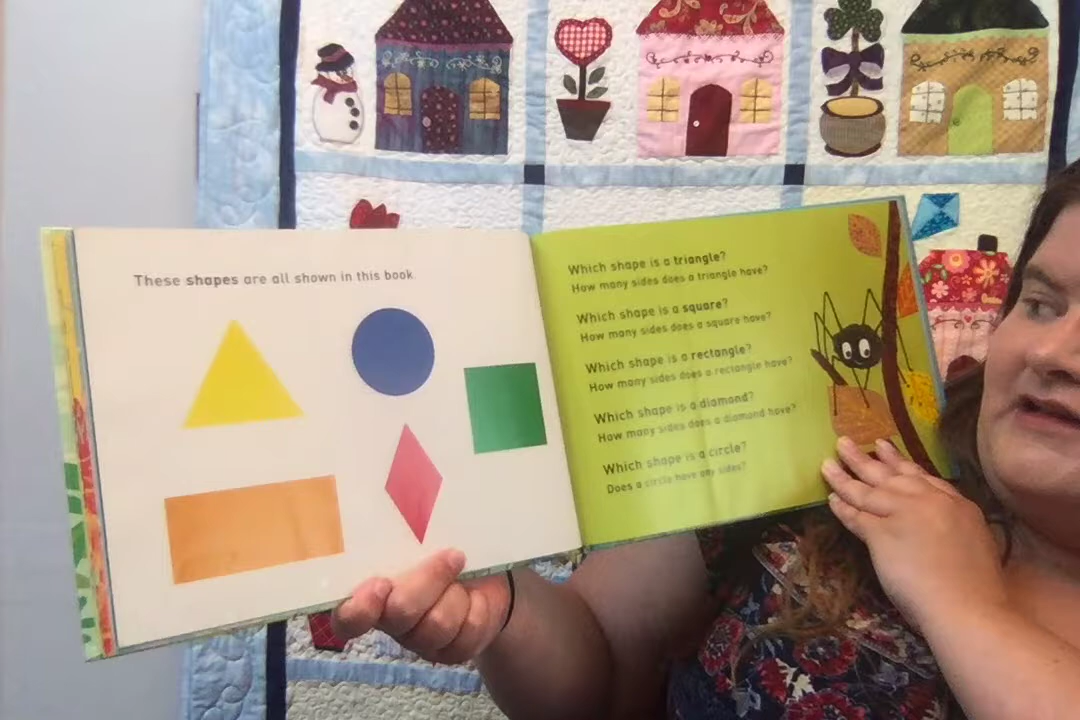 These shapes are all shown in this book.
Which shape is a triangle?
How many sides does a triangle have?
Which shape is a square?
How many sides does a square have?
Which shape is a rectangle?
How many sides does a rectangle have?
Which shape is a diamond?
How many sides does a diamond have?
Which shape is a circle?
Does a circle have any sides?